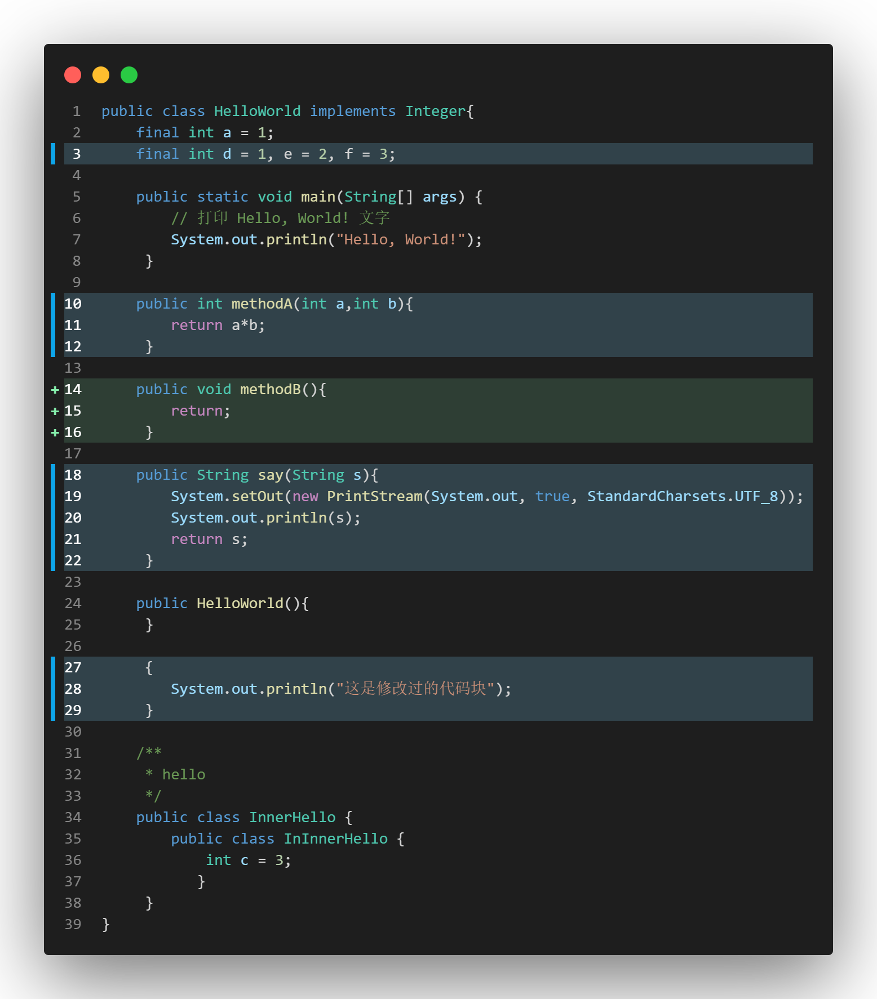 1 public class HelloWorld implements Integer{
2     final int a = 1;
3     final int d = 1, e = 2, f = 3;
4
5     public static void main(String[] args) {
6         // 打印 Hello, World! 文字
7         System.out.println("Hello, World!");
8      }
9
10     public int methodA(int a,int b){
11         return a*b;
12      }
13
+ 14     public void methodB(){
+ 15         return;
+ 16      }
17
18     public String say(String s){
19         System.setOut(new PrintStream(System.out, true, StandardCharsets.UTF_8));
20         System.out.println(s);
21         return s;
22      }
23
24     public HelloWorld(){
25      }
26
27      {
28         System.out.println("这是修改过的代码块");
29      }
30
31     /**
32      * hello
33      */
34     public class InnerHello {
35         public class InInnerHello {
36             int c = 3;
37            }
38      }
39 }